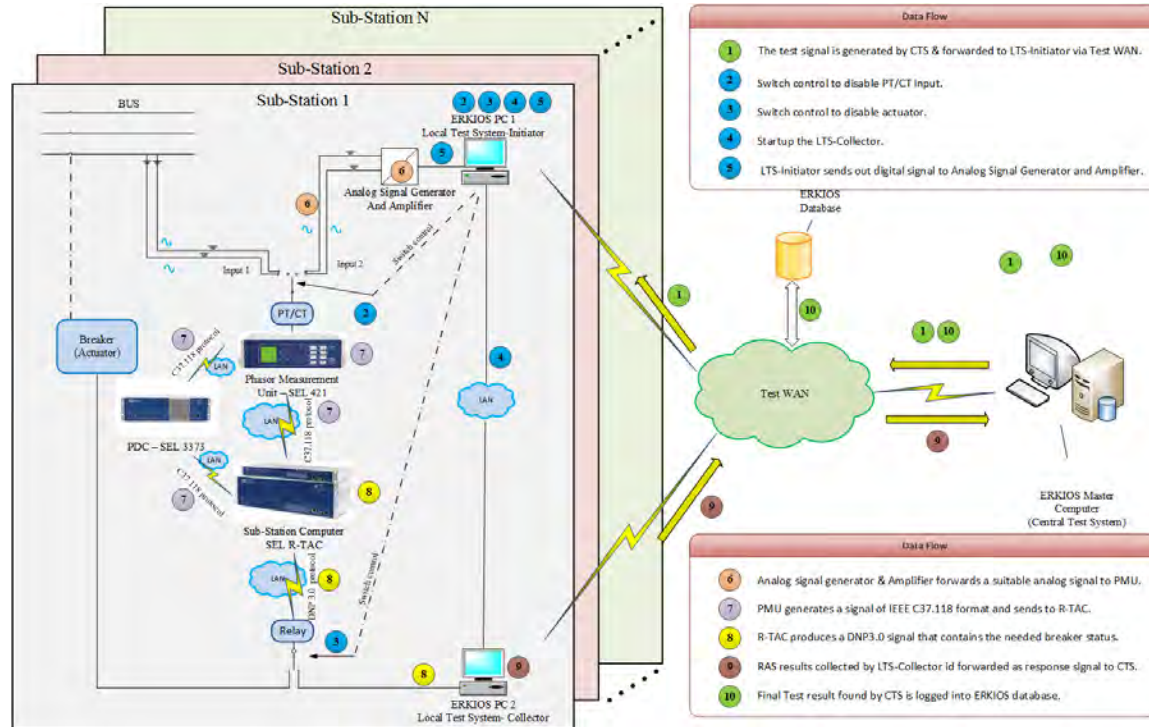 Sub-Station N
Sub-Station 2
Sub-Station 1
BUS
2 3 4 5
ERKIOS PC 1
Local Test System-Initiator
5
6
Analog Signal Generator
And Amplifier
6
Switch control
Input 1
Input 2
PT/CT
2
Breaker
(Actuator)
7
C37.118 protocol
LAN
7
Phasor Measurement
Unit – SEL 421
4
LAN
LAN
C37.118 protocol
7
PDC – SEL 3373
LAN
C37.118 protocol
7
8
Sub-Station Computer
SEL R-TAC
Switch control
LAN
DNP 3.0 protocol
8
Relay
3
8
9
ERKIOS PC 2
Local Test System- Collector
Data Flow
1 The test signal is generated by CTS & forwarded to LTS-Initiator via Test WAN.
2 Switch control to disable PT/CT Input.
3 Switch control to disable actuator.
4 Startup the LTS-Collector.
5 LTS-Initiator sends out digital signal to Analog Signal Generator and Amplifier.
ERKIOS
Database
1 10
1
10
1 10
Test WAN
9
9
ERKIOS Master
Computer
(Central Test System)
Data Flow
6 Analog signal generator & Amplifier forwards a suitable analog signal to PMU.
7 PMU generates a signal of IEEE C37.118 format and sends to R-TAC.
8 R-TAC produces a DNP3.0 signal that contains the needed breaker status.
9 RAS results collected by LTS-Collector id forwarded as response signal to CTS.
10 Final Test result found by CTS is logged into ERKIOS database.